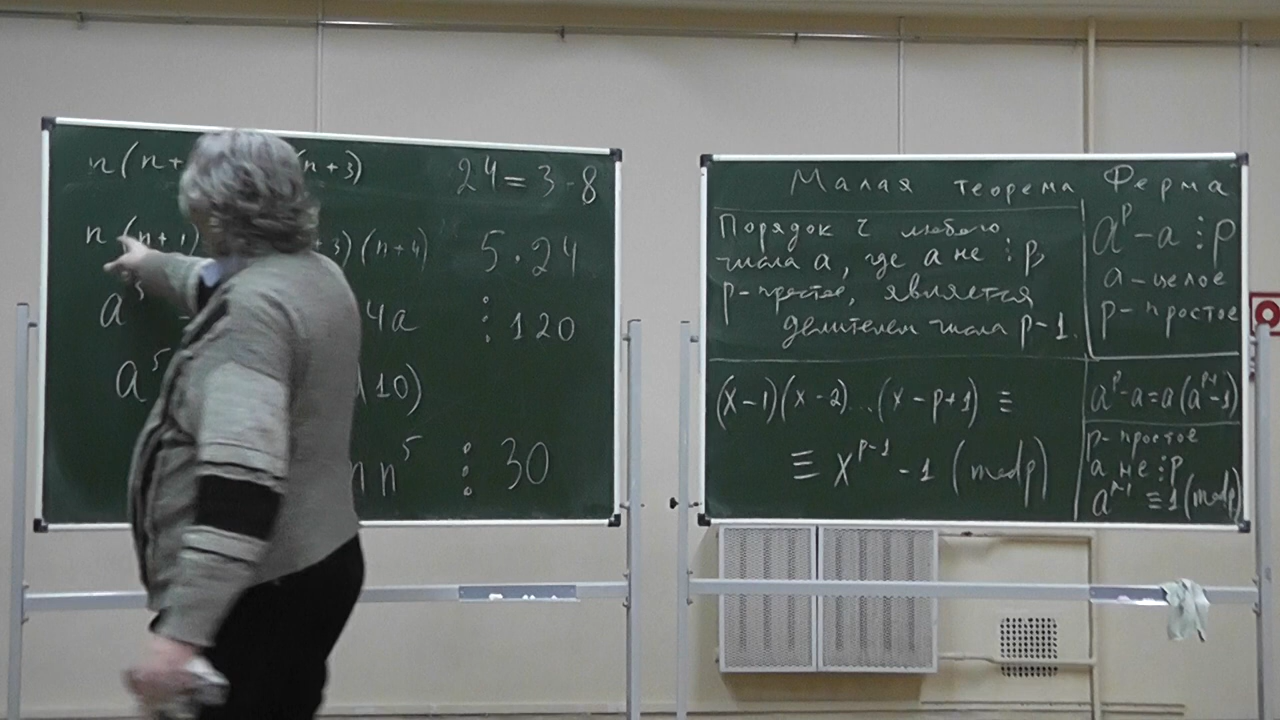 n(n+ (n+3) 24=3·8
n (n+1) +3)(n+4) 5·24
a⁵ 4a ⋮120
a⁵ 10)
n⁵ ⋮ 30
Малая теорема Ферма
Порядок r любого
числа a, где a не ⋮ p,
p-простое, является
делителем числа p-1.
aᵖ-a⋮p
a-целое
p-простое
(x-1)(x-2)...(x-p+1) ≡
≡ xᵖ⁻¹ -1 (mod p)
aᵖ-a=a(aᵖ⁻¹-1)
p-простое
a не ⋮p
aᵖ⁻¹ ≡1(mod p)